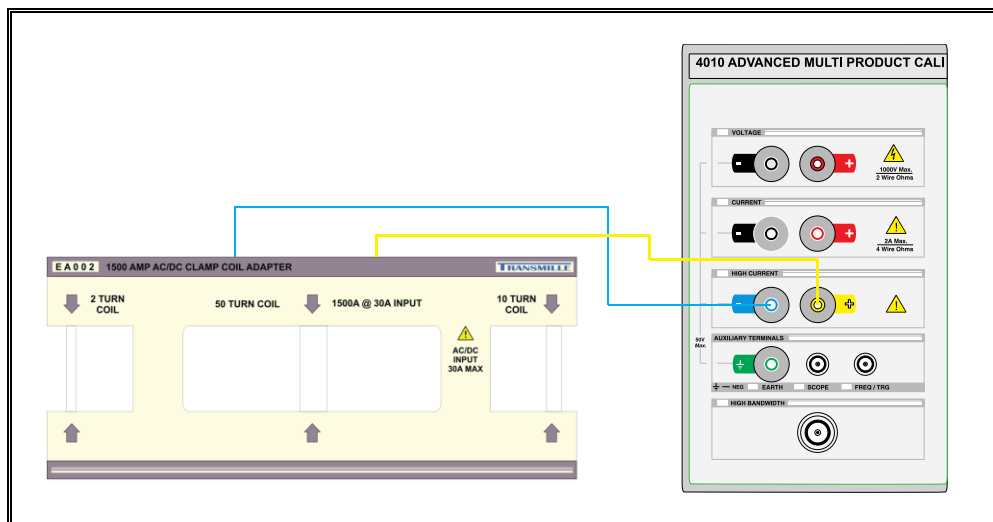 4010 ADVANCED MULTI PRODUCT CALI
VOLTAGE
- +
1000V Max.
2 Wire Ohms
CURRENT
- +
2A Max.
4 Wire Ohms
HIGH CURRENT
- +
50V
Max.
AUXILIARY TERMINALS
NEG EARTH SCOPE FREQ / TRG
HIGH BANDWIDTH
EA002 1500 AMP AC/DC CLAMP COIL ADAPTER TRANSMILLE
2 TURN
COIL
50 TURN COIL
1500A @ 30A INPUT
10 TURN
COIL
AC/DC
INPUT
30A MAX